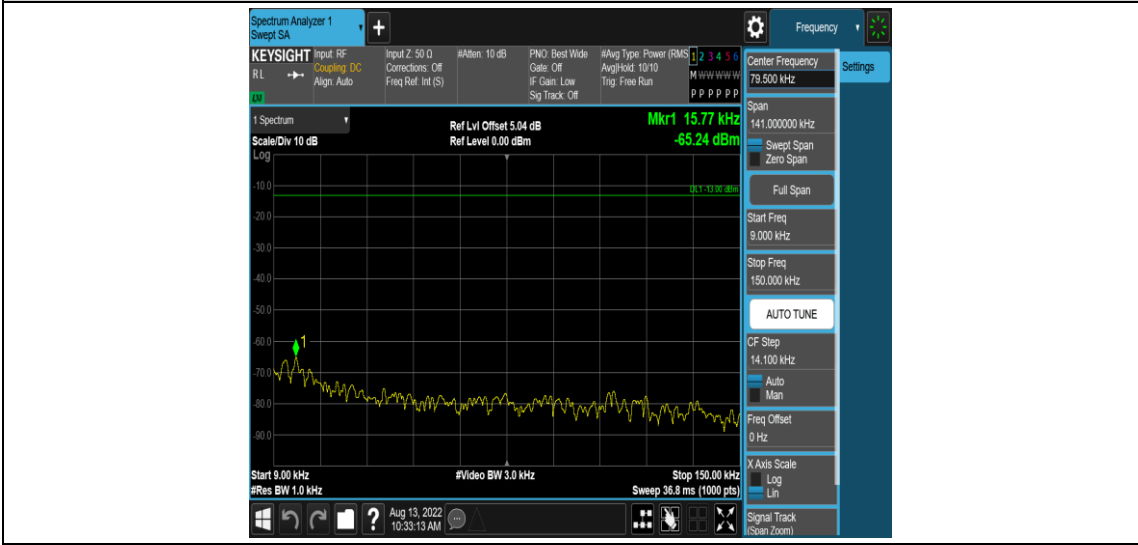 Spectrum Analyzer 1
Swept SA
+
Frequency
KEYSIGHT
RL
LXI
Input: RF
Coupling: DC
Align: Auto
Input Z: 50 Ω
Corrections: Off
Freq Ref: Int (S)
#Atten: 10 dB
PNO: Best Wide
Gate: Off
IF Gain: Low
Sig Track: Off
#Avg Type: Power (RMS
Avg|Hold: 10/10
Trig: Free Run
1 2 3 4 5 6
M W W W W W
P P P P P P
1 Spectrum
Scale/Div 10 dB
Log
Ref Lvl Offset 5.04 dB
Ref Level 0.00 dBm
Mkr1 15.77 kHz
-65.24 dBm
DL1 -13.00 dBm
-10.0
-20.0
-30.0
-40.0
-50.0
-60.0
-70.0
-80.0
-90.0
1
Start 9.00 kHz
#Res BW 1.0 kHz
#Video BW 3.0 kHz
Stop 150.00 kHz
Sweep 36.8 ms (1000 pts)
?
Aug 13, 2022
10:33:13 AM
Center Frequency
79.500 kHz
Settings
Span
141.000000 kHz
Swept Span
Zero Span
Full Span
Start Freq
9.000 kHz
Stop Freq
150.000 kHz
AUTO TUNE
CF Step
14.100 kHz
Auto
Man
Freq Offset
0 Hz
X Axis Scale
Log
Lin
Signal Track
(Span Zoom)